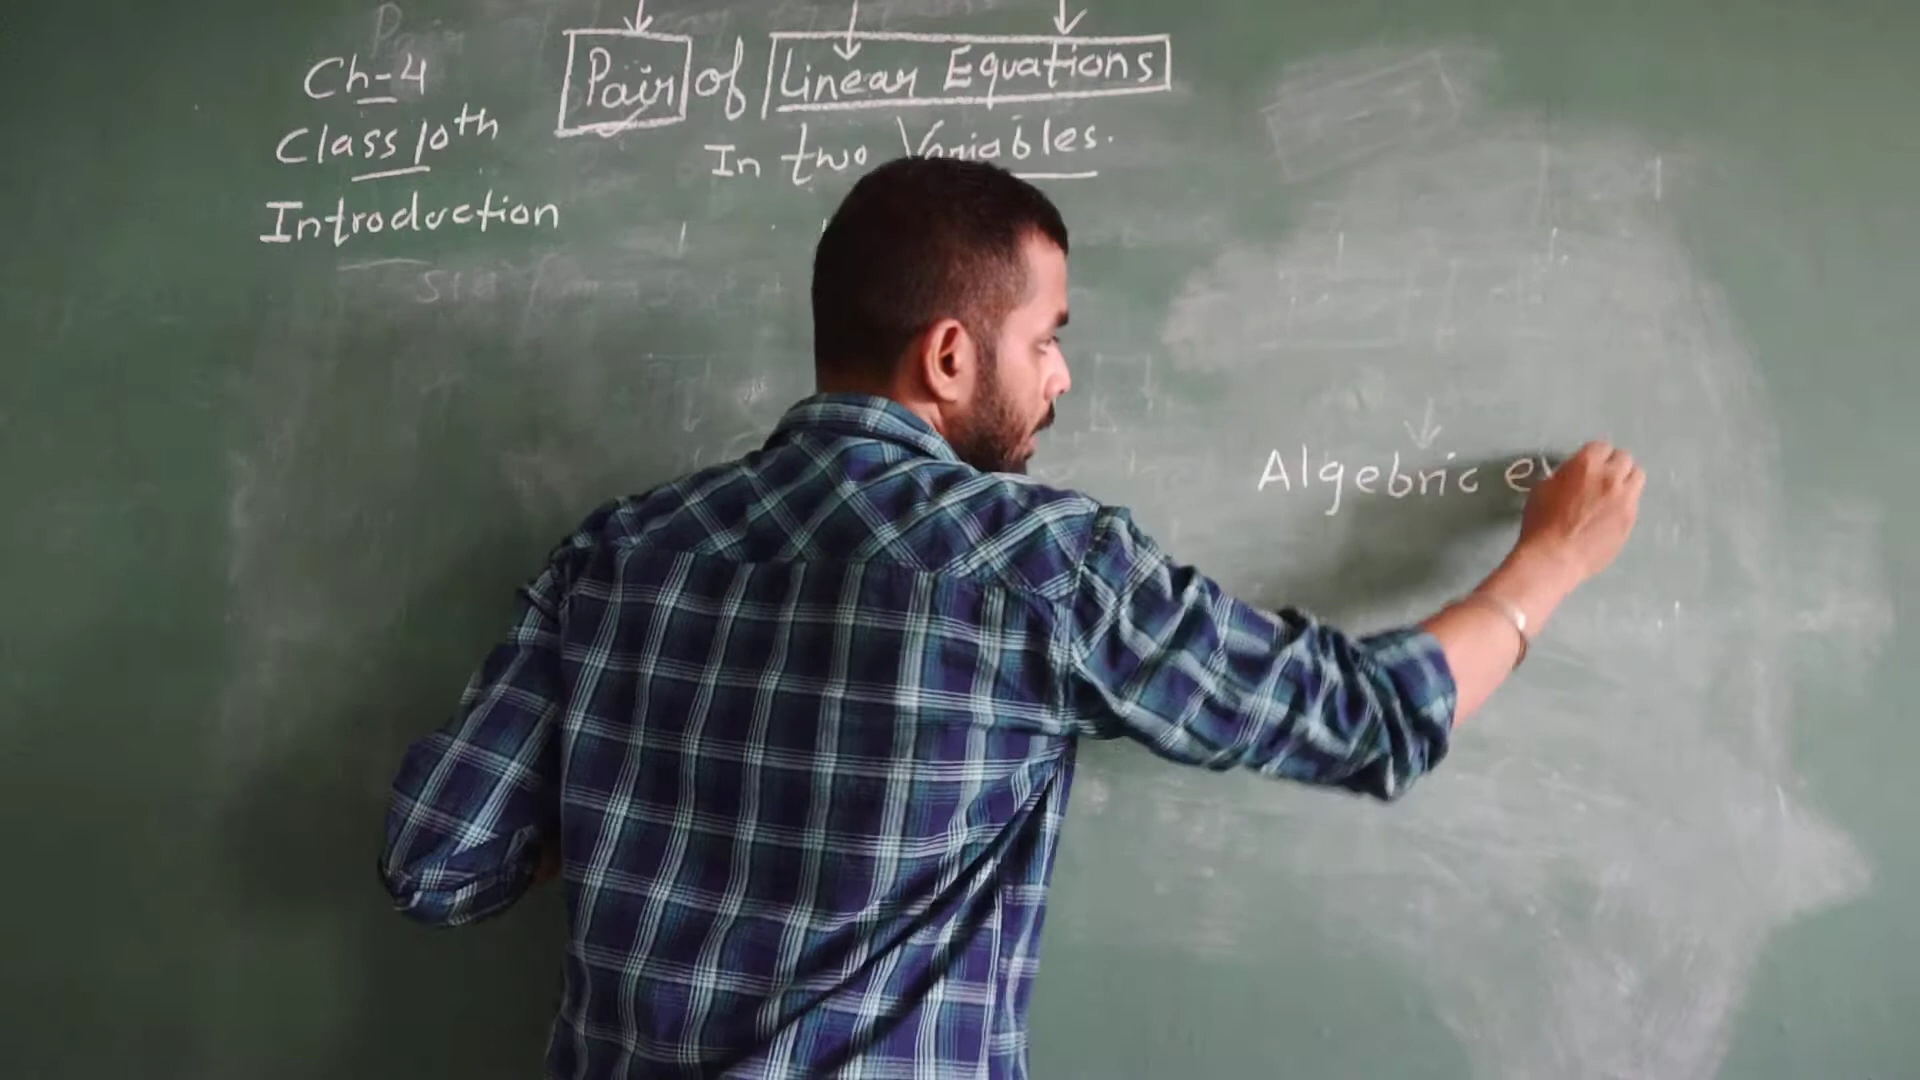 Ch-4
Pair of Linear Equations
Class 10th
In two Variables.
Introduction
Algebric